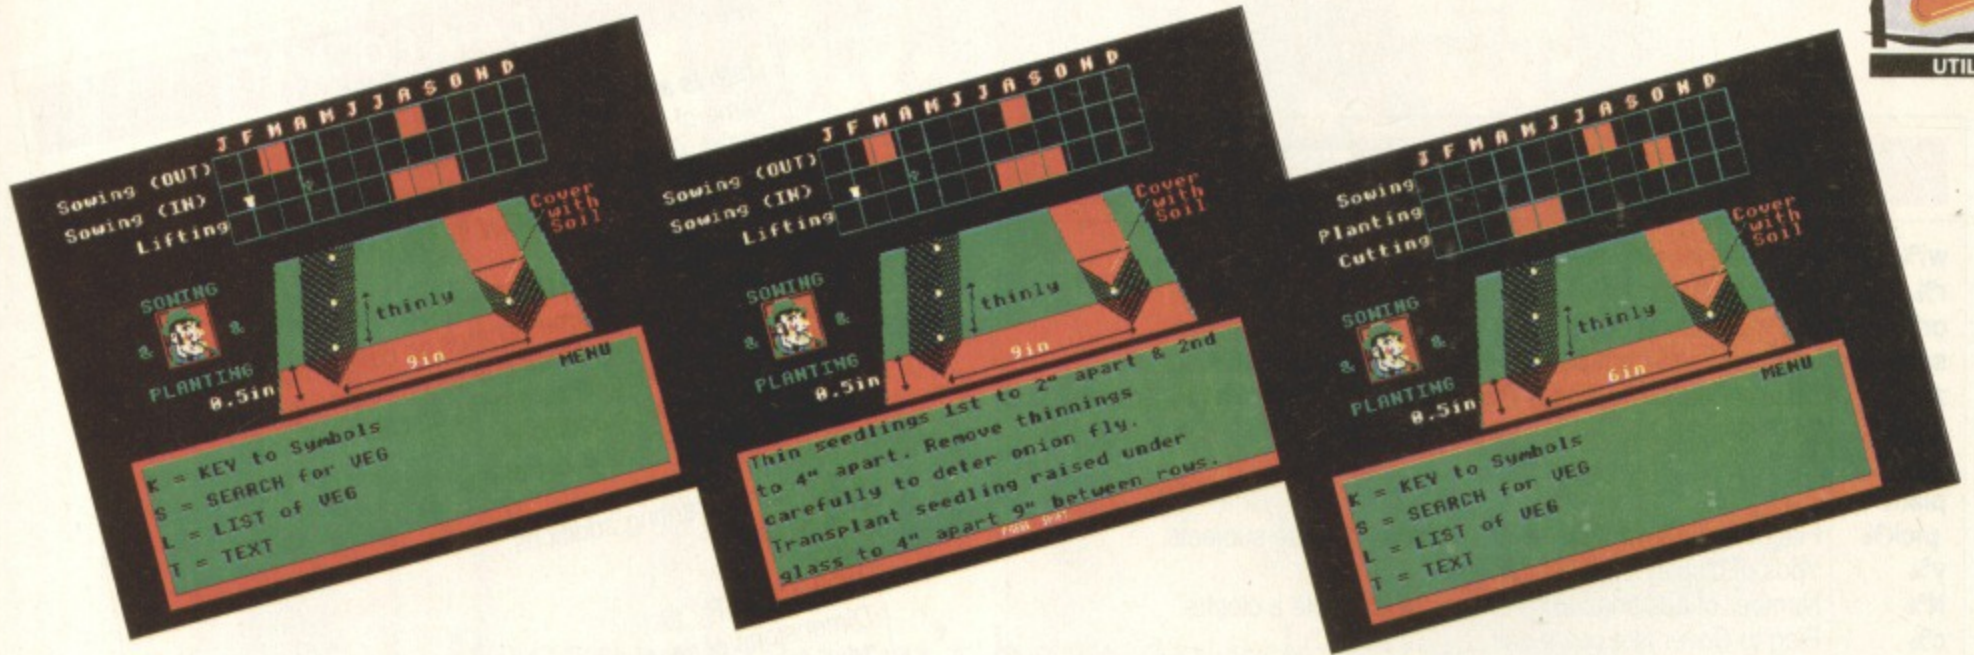 UTIL
J F M A M J J A S O N D
Sowing (OUT)
Sowing (IN)
Lifting
Cover
with
Soil
SOWING
& &
PLANTING
thinly
9in
0.5in
MENU
K = KEY to Symbols
S = SEARCH for VEG
L = LIST of VEG
T = TEXT
J F M A M J J A S O N D
Sowing (OUT)
Sowing (IN)
Lifting
Cover
with
Soil
SOWING
& &
PLANTING
thinly
9in
0.5in
Thin seedlings 1st to 2" apart & 2nd
to 4" apart. Remove thinnings
carefully to deter onion fly.
Transplant seedling raised under
glass to 4" apart 9" between rows.
J F M A M J J A S O N D
Sowing
Planting
Cutting
Cover
with
Soil
SOWING
& &
PLANTING
thinly
6in
0.5in
MENU
K = KEY to Symbols
S = SEARCH for VEG
L = LIST of VEG
T = TEXT